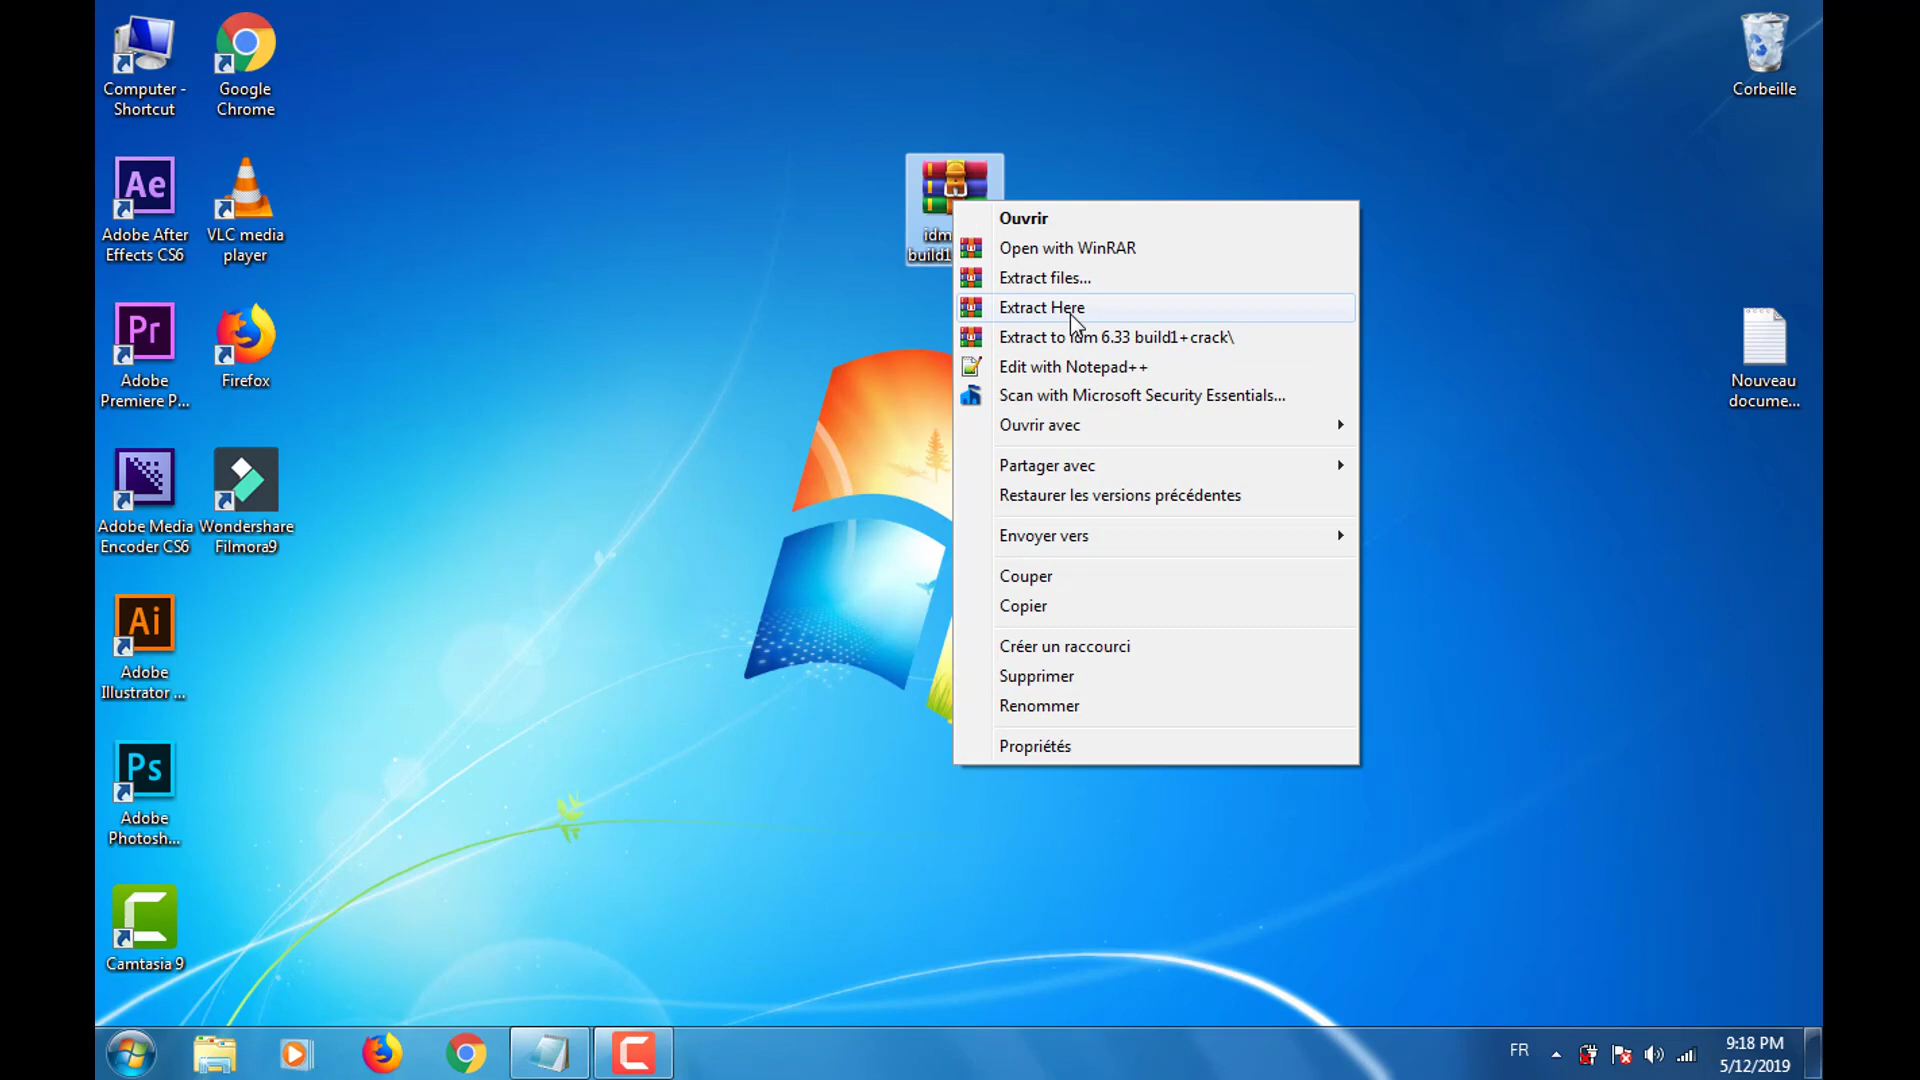 Computer -
Shortcut
Google
Chrome
Corbeille
Ae
Adobe After
Effects CS6
VLC media
player
idm
build1
Ouvrir
Open with WinRAR
Extract files...
Extract Here
Extract to idm 6.33 build1+crack\
Edit with Notepad++
Scan with Microsoft Security Essentials...
Ouvrir avec
Partager avec
Restaurer les versions précédentes
Envoyer vers
Couper
Copier
Créer un raccourci
Supprimer
Renommer
Propriétés
Pr
Adobe
Premiere P...
Firefox
Nouveau
docume...
Adobe Media
Encoder CS6
Wondershare
Filmora9
Ai
Adobe
Illustrator ...
Ps
Adobe
Photosh...
Camtasia 9
FR
9:18 PM
5/12/2019